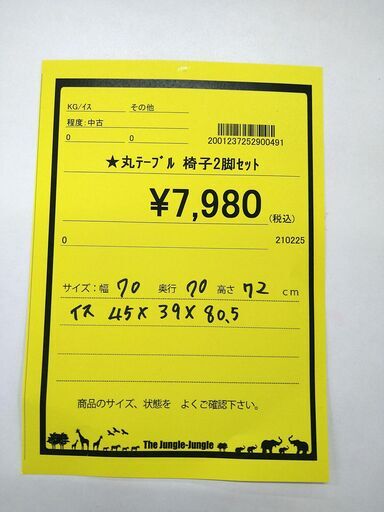 KG/イス その他
程度:中古
0 0 2001237252900491
★丸ﾃｰﾌﾞﾙ 椅子2脚ｾｯﾄ
¥7,980(税込)
0 210225
サイズ:幅 70 奥行 70 高さ 72 cm
イス 45×39×80.5
商品のサイズ、状態を よくご確認下さい。
The Jungle-Jungle